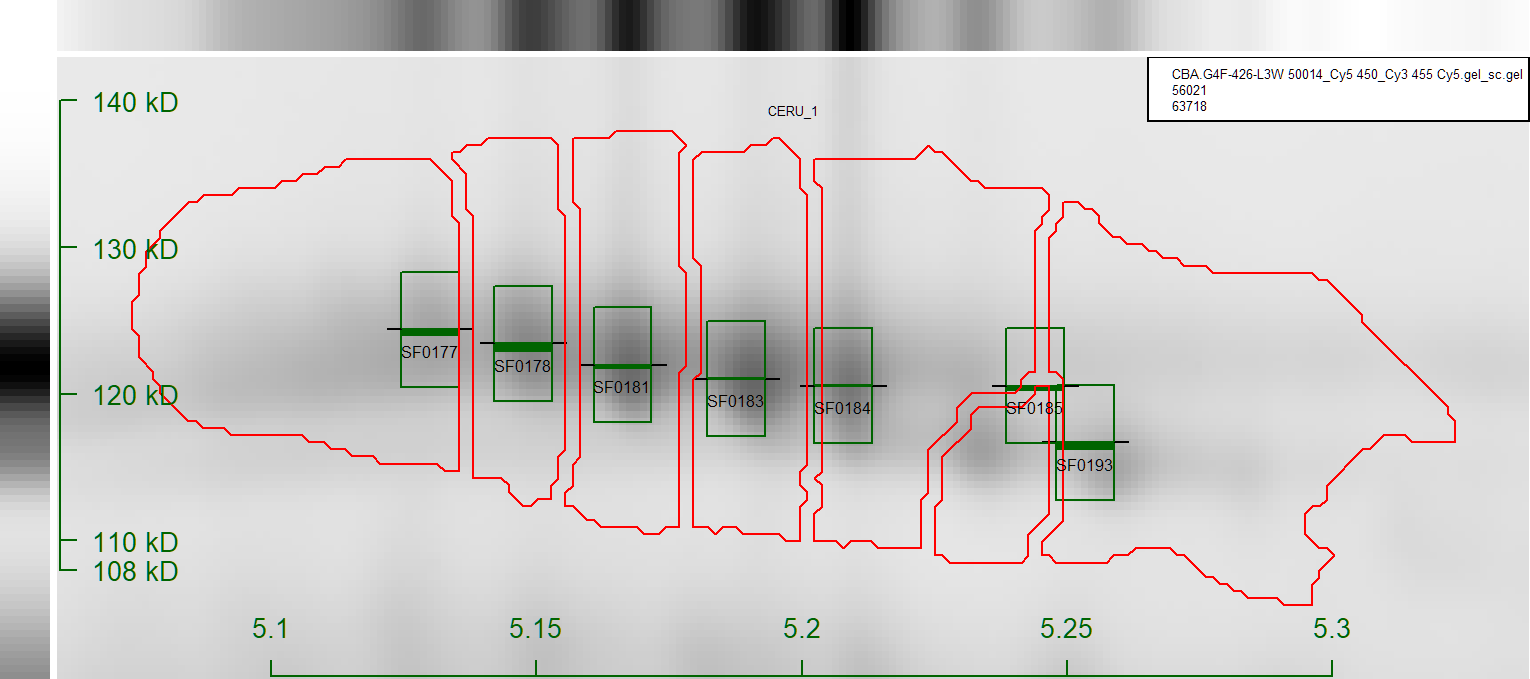 CBA.G4F-426-L3W 50014_Cy5 450_Cy3 455 Cy5.gel_sc.gel
56021
63718
140 kD
CERU_1
130 kD
SF0177
SF0178
SF0181
120 kD
SF0183
SF0184
SF0185
SF0193
110 kD
108 kD
5.1 5.15 5.2 5.25 5.3